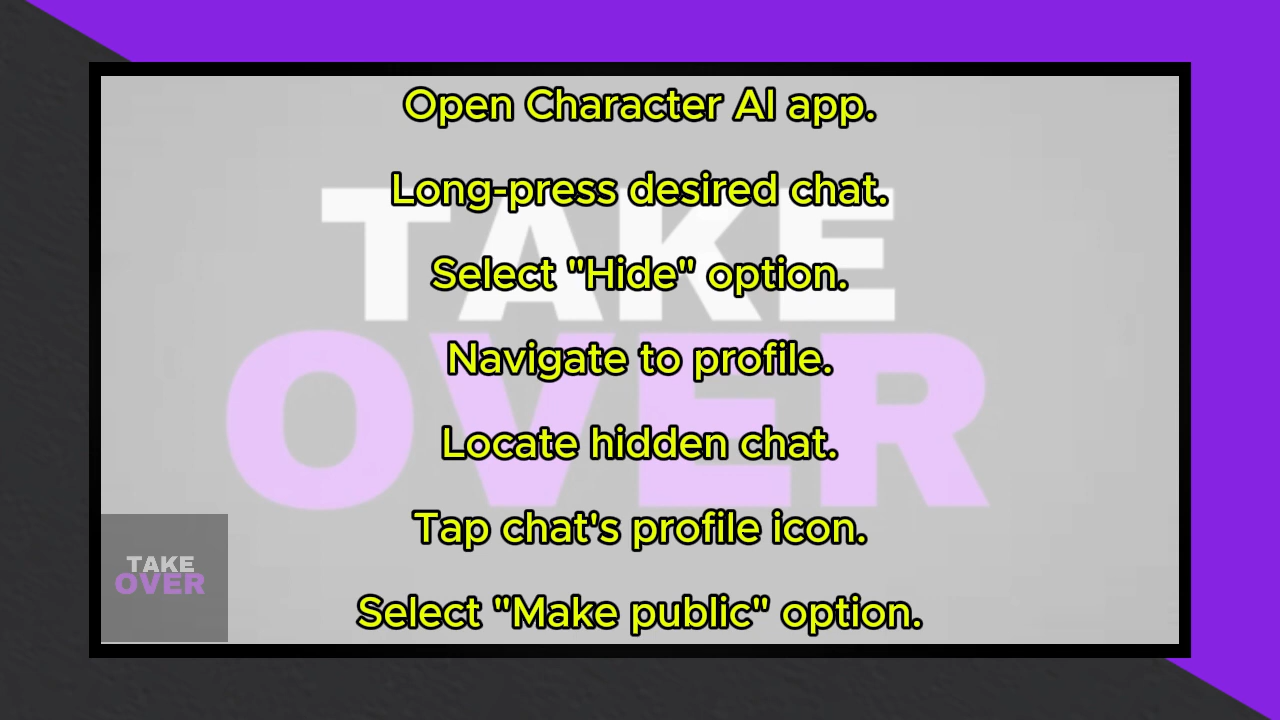 Open Character AI app.
Long-press desired chat.
TAKE
Select "Hide" option.
Navigate to profile.
OVER
Locate hidden chat.
Tap chat's profile icon.
TAKE
OVER
Select "Make public" option.